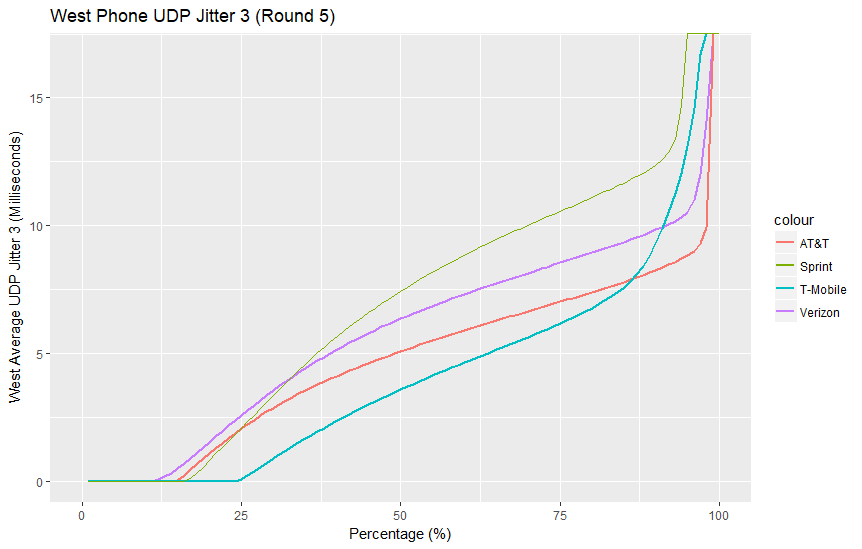 West Phone UDP Jitter 3 (Round 5)
West Average UDP Jitter 3 (Milliseconds)
15
10
5
0
0
25
50
75
100
Percentage (%)
colour
AT&T
Sprint
T-Mobile
Verizon